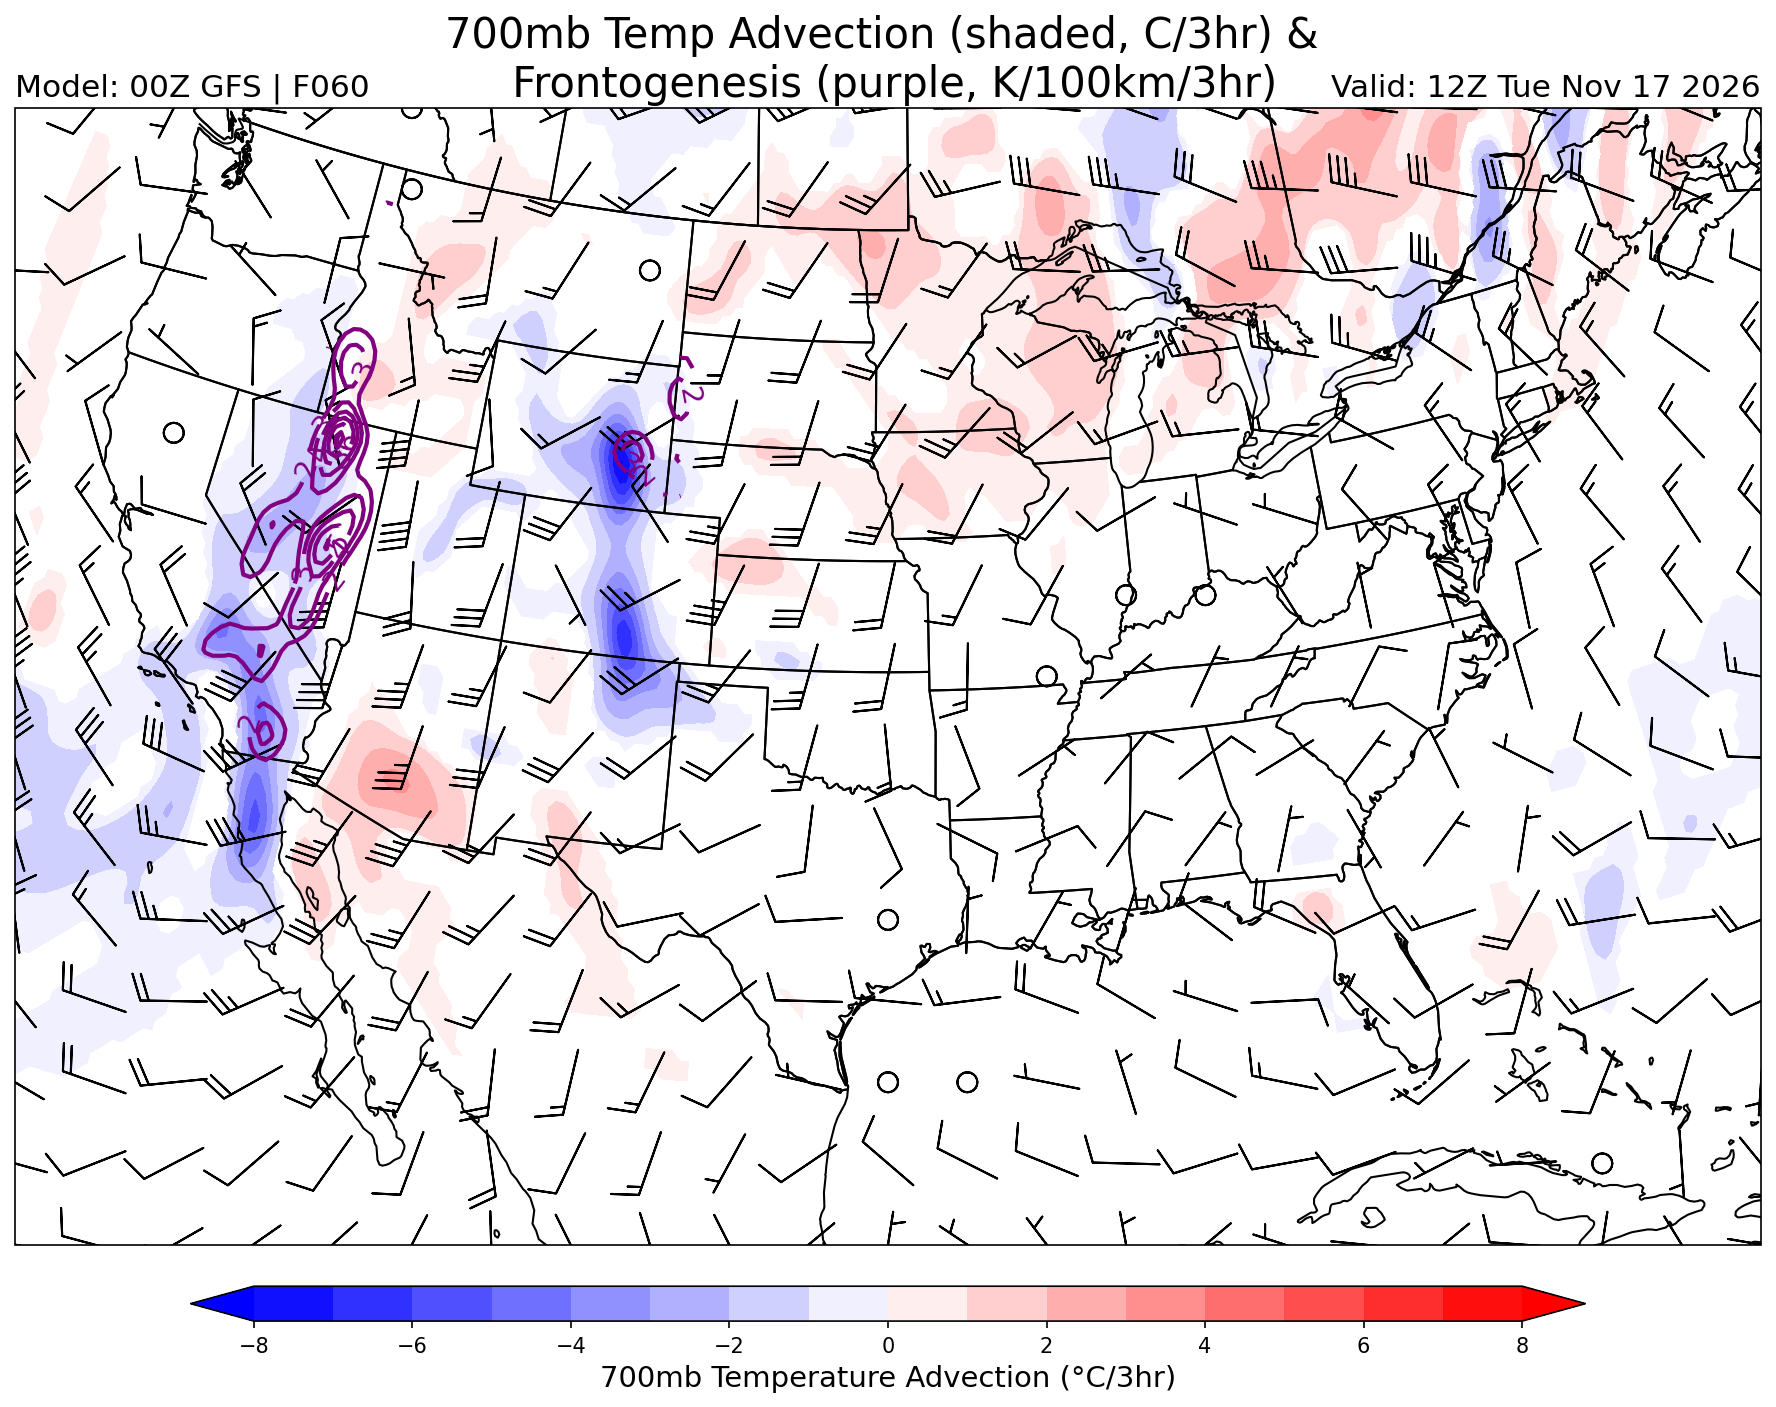 700mb Temp Advection (shaded, C/3hr) &
Frontogenesis (purple, K/100km/3hr)
Model: 00Z GFS | F060
Valid: 12Z Tue Nov 17 2026
−8 −6 −4 −2 0 2 4 6 8
700mb Temperature Advection (°C/3hr)